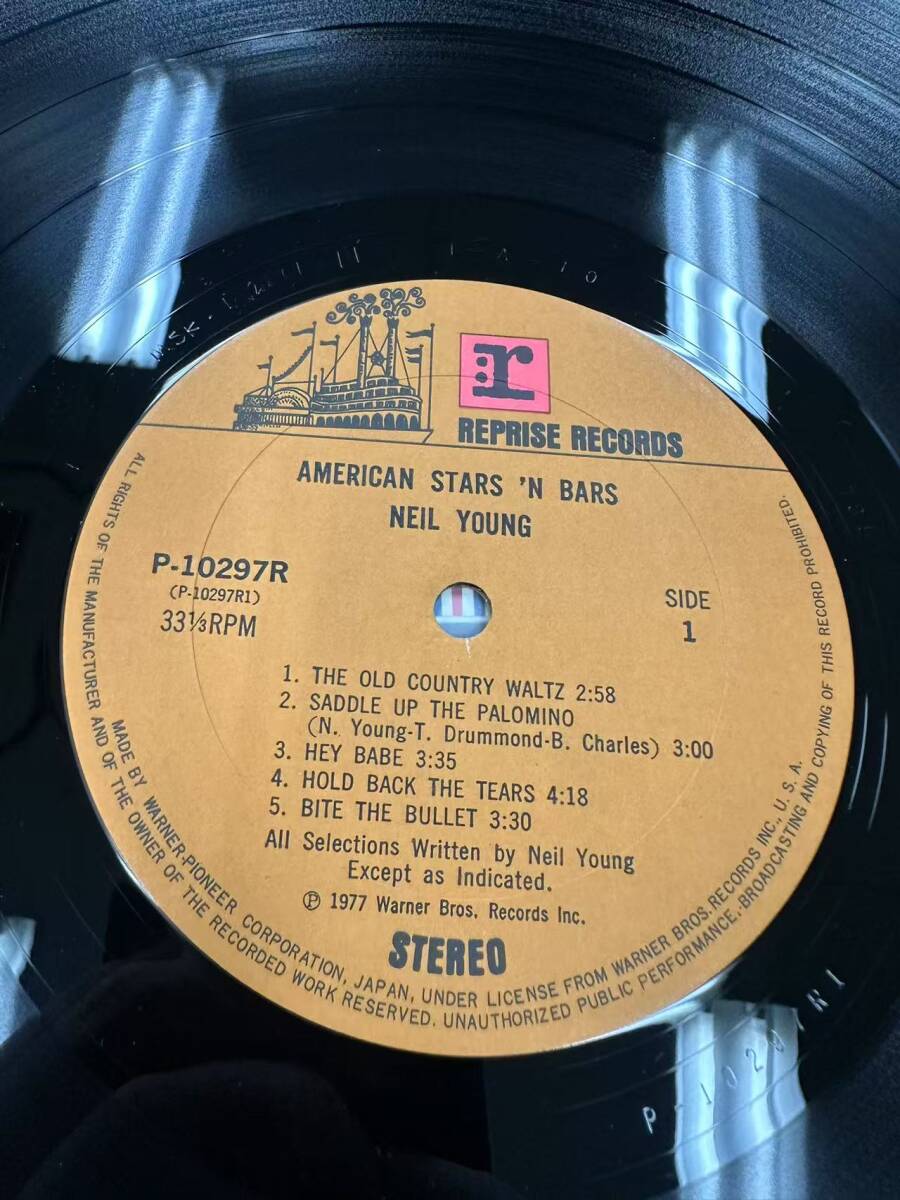 r
REPRISE RECORDS
AMERICAN STARS 'N BARS
NEIL YOUNG
P-10297R
(P-10297R1)
33⅓RPM
SIDE
1
1. THE OLD COUNTRY WALTZ 2:58
2. SADDLE UP THE PALOMINO
(N. Young-T. Drummond-B. Charles) 3:00
3. HEY BABE 3:35
4. HOLD BACK THE TEARS 4:18
5. BITE THE BULLET 3:30
All Selections Written by Neil Young
Except as Indicated.
℗ 1977 Warner Bros. Records Inc.
STEREO
MADE BY WARNER-PIONEER CORPORATION, JAPAN, UNDER LICENSE FROM WARNER BROS. RECORDS INC., U. S. A.
ALL RIGHTS OF THE MANUFACTURER AND OF THE OWNER OF THE RECORDED WORK RESERVED. UNAUTHORIZED PUBLIC PERFORMANCE, BROADCASTING AND COPYING OF THIS RECORD PROHIBITED.
1-A-10
P-10297R1